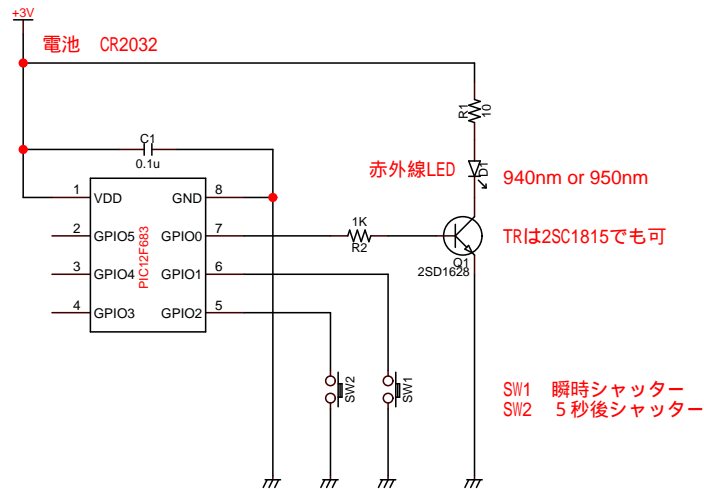 +3V
電池 CR2032
R1
10
C1
0.1u
赤外線LED
D1
940nm or 950nm
1
VDD
GND
8
2
GPIO5
GPIO0
7
1K
R2
TRは2SC1815でも可
PIC12F683
Q1
2SD1628
3
GPIO4
GPIO1
6
4
GPIO3
GPIO2
5
SW2
SW1
SW1 瞬時シャッター
SW2 5秒後シャッター